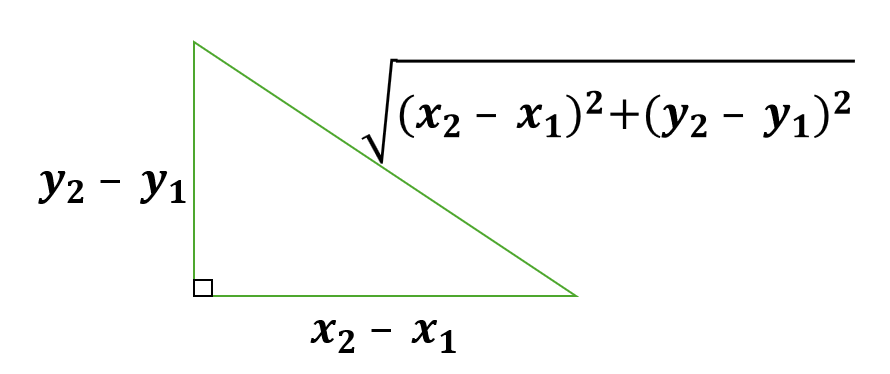 √(x₂ − x₁)²+(y₂ − y₁)²
y₂ − y₁
x₂ − x₁